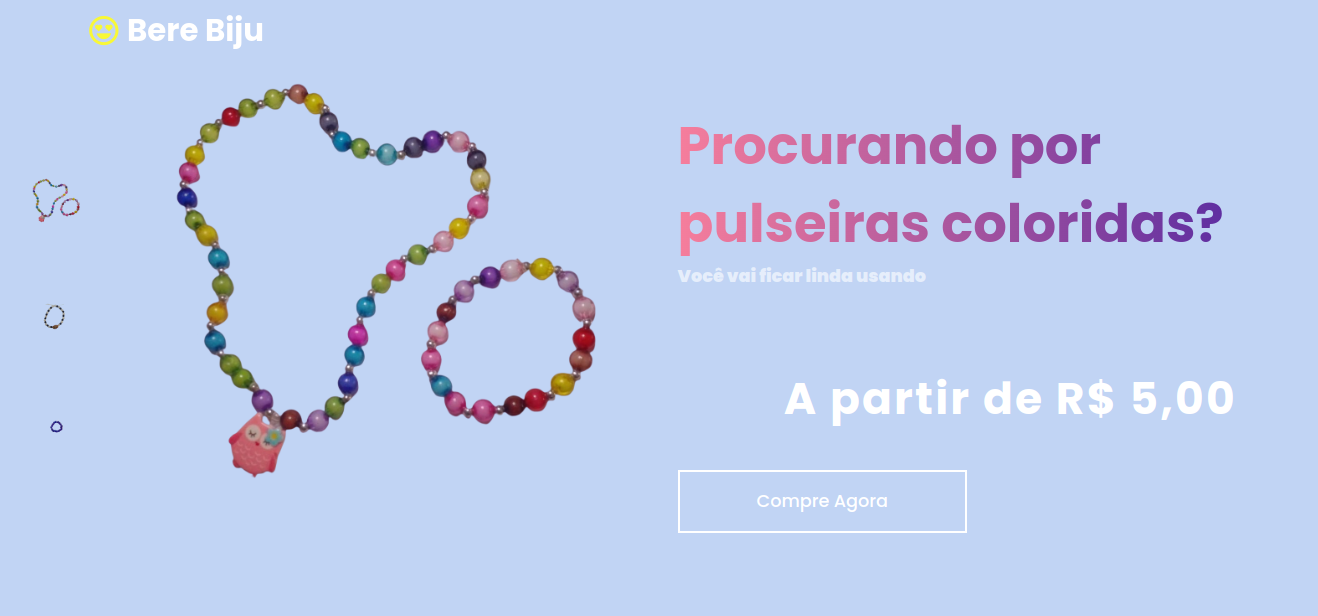 Bere Biju
Procurando por
pulseiras coloridas?
Você vai ficar linda usando
A partir de R$ 5,00
Compre Agora